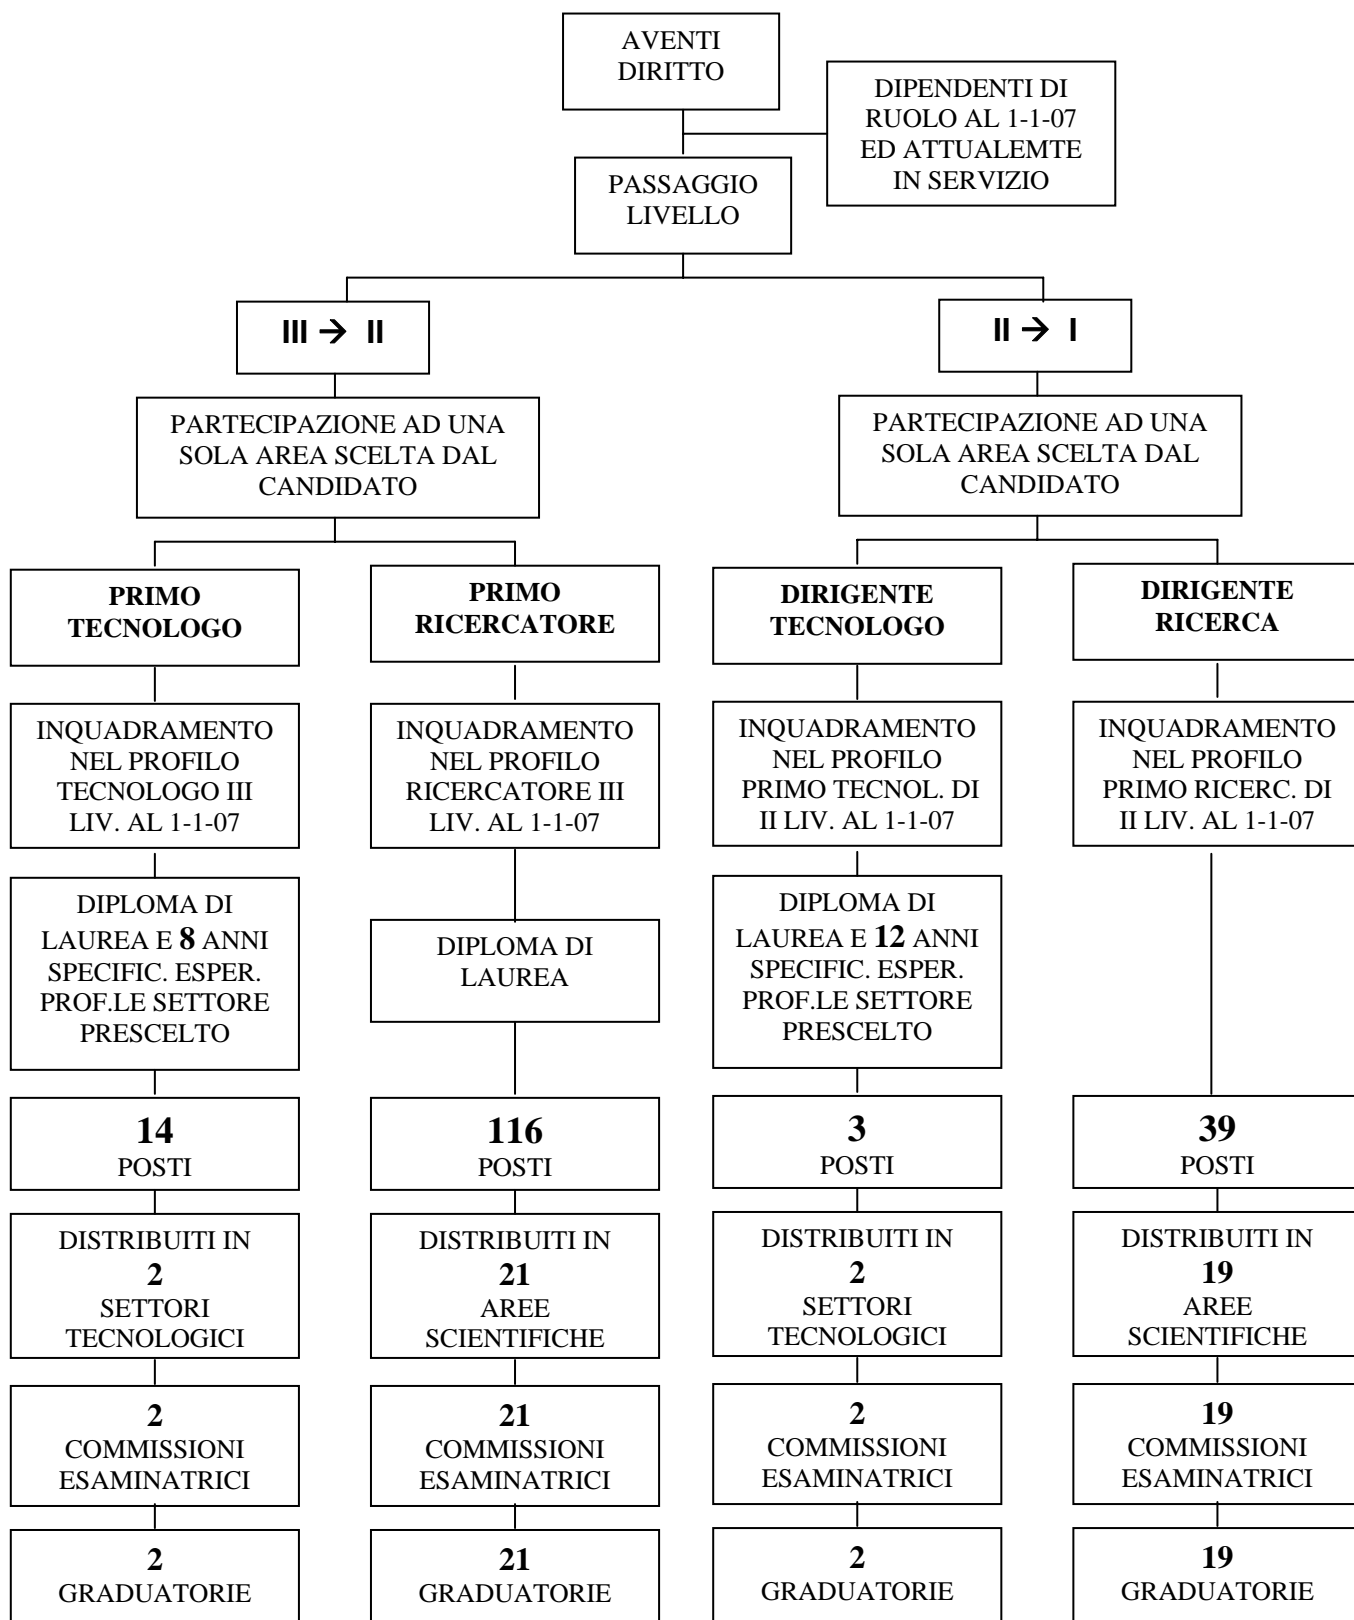 AVENTI
DIRITTO
DIPENDENTI DI
RUOLO AL 1-1-07
ED ATTUALEMTE
IN SERVIZIO
PASSAGGIO
LIVELLO
III → II
II → I
PARTECIPAZIONE AD UNA
SOLA AREA SCELTA DAL
CANDIDATO
PARTECIPAZIONE AD UNA
SOLA AREA SCELTA DAL
CANDIDATO
PRIMO
TECNOLOGO
PRIMO
RICERCATORE
DIRIGENTE
TECNOLOGO
DIRIGENTE
RICERCA
INQUADRAMENTO
NEL PROFILO
TECNOLOGO III
LIV. AL 1-1-07
INQUADRAMENTO
NEL PROFILO
RICERCATORE III
LIV. AL 1-1-07
INQUADRAMENTO
NEL PROFILO
PRIMO TECNOL. DI
II LIV. AL 1-1-07
INQUADRAMENTO
NEL PROFILO
PRIMO RICERC. DI
II LIV. AL 1-1-07
DIPLOMA DI
LAUREA E 8 ANNI
SPECIFIC. ESPER.
PROF.LE SETTORE
PRESCELTO
DIPLOMA DI
LAUREA
DIPLOMA DI
LAUREA E 12 ANNI
SPECIFIC. ESPER.
PROF.LE SETTORE
PRESCELTO
14
POSTI
116
POSTI
3
POSTI
39
POSTI
DISTRIBUITI IN
2
SETTORI
TECNOLOGICI
DISTRIBUITI IN
21
AREE
SCIENTIFICHE
DISTRIBUITI IN
2
SETTORI
TECNOLOGICI
DISTRIBUITI IN
19
AREE
SCIENTIFICHE
2
COMMISSIONI
ESAMINATRICI
21
COMMISSIONI
ESAMINATRICI
2
COMMISSIONI
ESAMINATRICI
19
COMMISSIONI
ESAMINATRICI
2
GRADUATORIE
21
GRADUATORIE
2
GRADUATORIE
19
GRADUATORIE